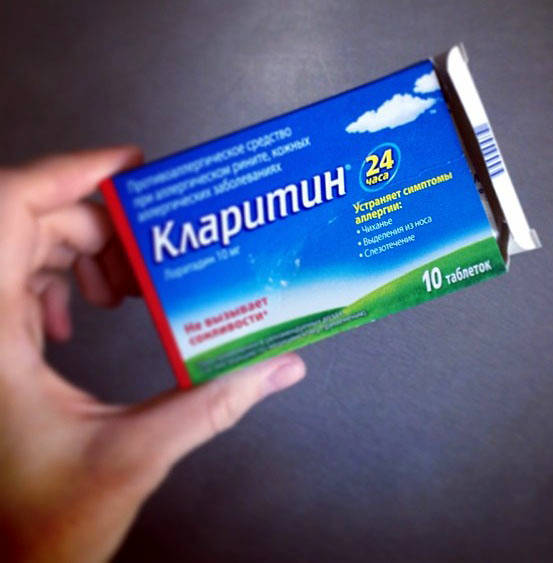 Противоаллергическое средство
при аллергическом рините, кожных
аллергических заболеваниях
Кларитин®
Лоратадин 10 мг
24
часа
Устраняет симптомы
аллергии:
• Чиханье
• Выделения из носа
• Слезотечение
Не вызывает
сонливости*
10 таблеток